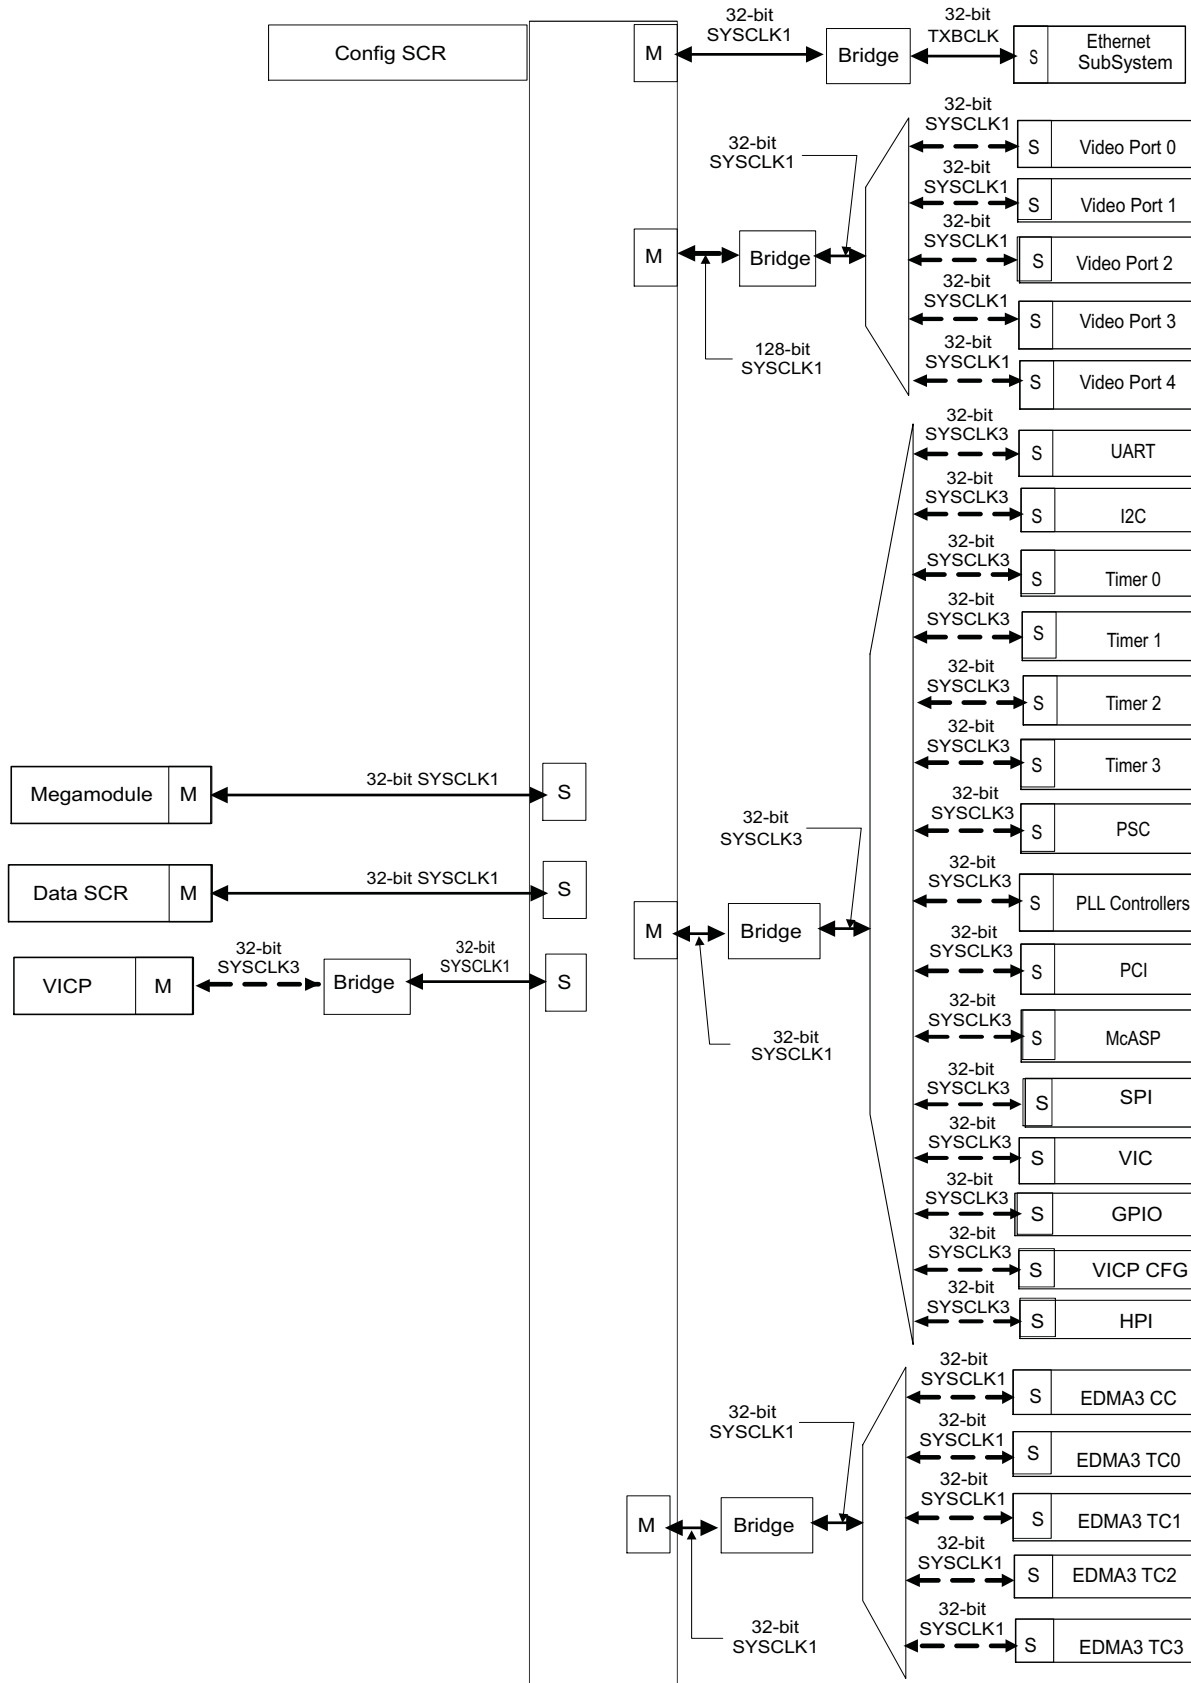 Config SCR
M
32-bit
SYSCLK1
Bridge
32-bit
TXBCLK
S
Ethernet
SubSystem
32-bit
SYSCLK1
S
Video Port 0
32-bit
SYSCLK1
32-bit
SYSCLK1
S
Video Port 1
M
Bridge
32-bit
SYSCLK1
S
Video Port 2
32-bit
SYSCLK1
S
Video Port 3
128-bit
SYSCLK1
32-bit
SYSCLK1
S
Video Port 4
32-bit
SYSCLK3
S
UART
32-bit
SYSCLK3
S
I2C
32-bit
SYSCLK3
S
Timer 0
32-bit
SYSCLK3
S
Timer 1
32-bit
SYSCLK3
S
Timer 2
32-bit
SYSCLK3
S
Timer 3
Megamodule
M
32-bit SYSCLK1
S
32-bit
SYSCLK3
32-bit
SYSCLK3
S
PSC
Data SCR
M
32-bit SYSCLK1
S
32-bit
SYSCLK3
S
PLL Controllers
M
Bridge
VICP
M
32-bit
SYSCLK3
Bridge
32-bit
SYSCLK1
S
32-bit
SYSCLK3
S
PCI
32-bit
SYSCLK1
32-bit
SYSCLK3
S
McASP
32-bit
SYSCLK3
S
SPI
32-bit
SYSCLK3
S
VIC
32-bit
SYSCLK3
S
GPIO
32-bit
SYSCLK3
S
VICP CFG
32-bit
SYSCLK3
S
HPI
32-bit
SYSCLK1
S
EDMA3 CC
32-bit
SYSCLK1
32-bit
SYSCLK1
S
EDMA3 TC0
M
Bridge
32-bit
SYSCLK1
S
EDMA3 TC1
32-bit
SYSCLK1
S
EDMA3 TC2
32-bit
SYSCLK1
32-bit
SYSCLK1
S
EDMA3 TC3